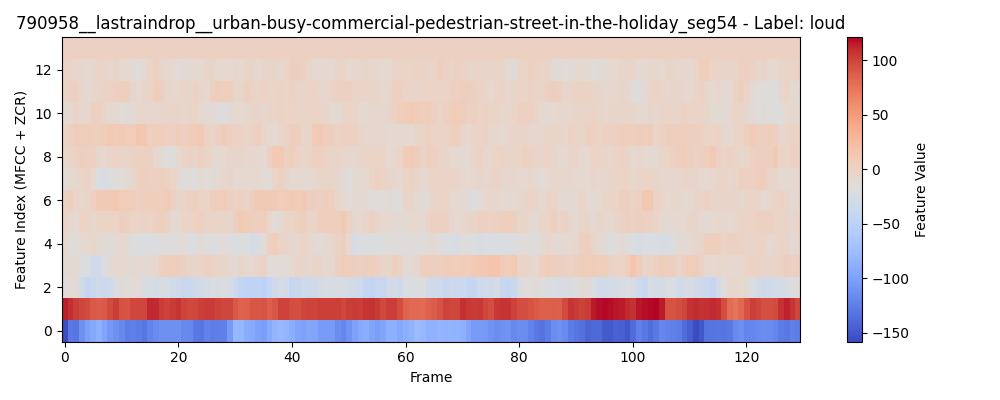 790958__lastraindrop__urban-busy-commercial-pedestrian-street-in-the-holiday_seg54 - Label: loud
Feature Index (MFCC + ZCR)
12
10
8
6
4
2
0
0 20 40 60 80 100 120
Frame
100
50
0
−50
−100
−150
Feature Value